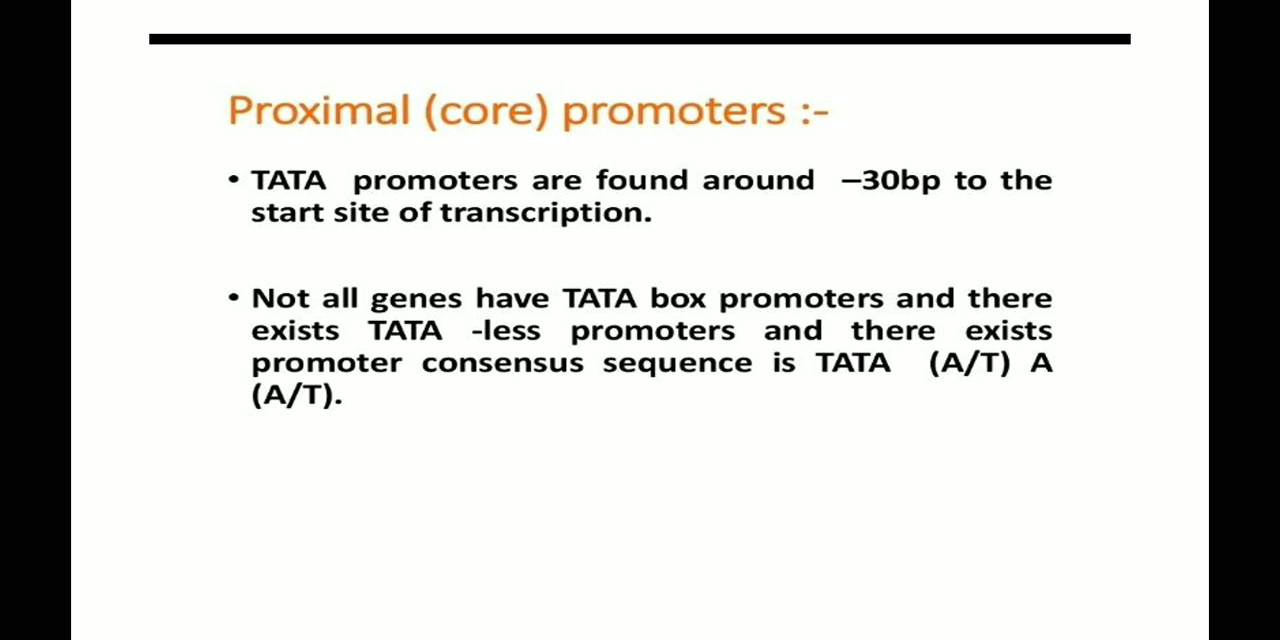 Proximal (core) promoters :-
• TATA promoters are found around –30bp to the
start site of transcription.
• Not all genes have TATA box promoters and there
exists TATA -less promoters and there exists
promoter consensus sequence is TATA (A/T) A
(A/T).